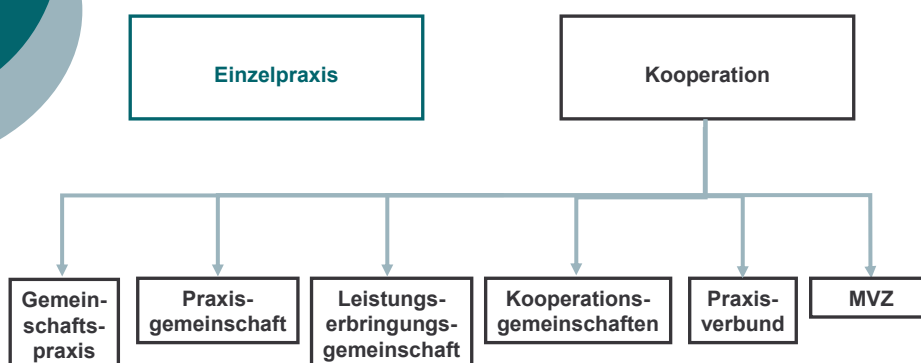 Einzelpraxis
Kooperation
Gemein-
schafts-
praxis
Praxis-
gemeinschaft
Leistungs-
erbringungs-
gemeinschaft
Kooperations-
gemeinschaften
Praxis-
verbund
MVZ